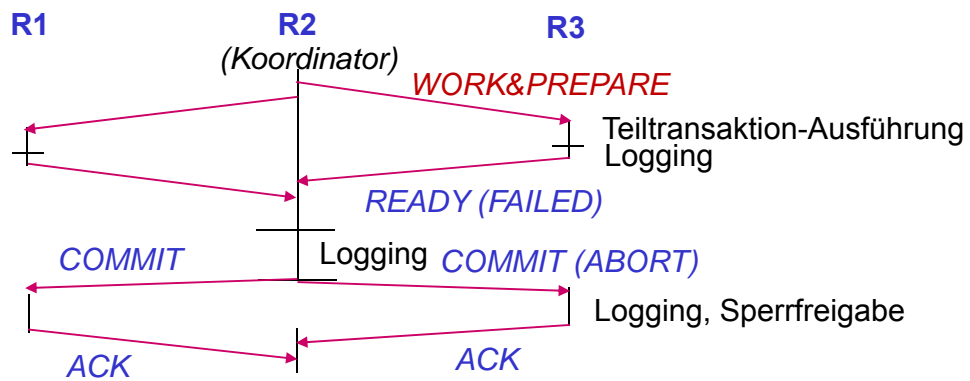 R1 R2 R3
(Koordinator)
WORK&PREPARE
Teiltransaktion-Ausführung
Logging
READY (FAILED)
Logging
COMMIT COMMIT (ABORT)
Logging, Sperrfreigabe
ACK ACK